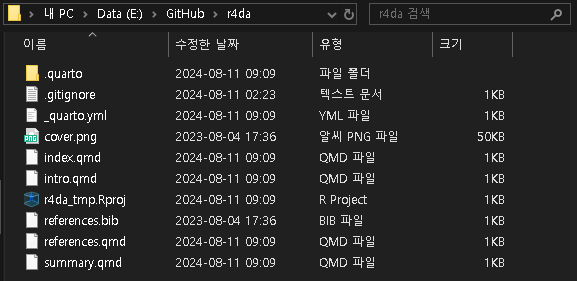 내 PC > Data (E:) > GitHub > r4da
r4da 검색
이름 수정한 날짜 유형 크기
.quarto 2024-08-11 09:09 파일 폴더
.gitignore 2024-08-11 02:23 텍스트 문서 1KB
_quarto.yml 2024-08-11 09:09 YML 파일 1KB
cover.png 2023-08-04 17:36 알씨 PNG 파일 50KB
index.qmd 2024-08-11 09:09 QMD 파일 1KB
intro.qmd 2024-08-11 09:09 QMD 파일 1KB
r4da_tmp.Rproj 2024-08-11 09:09 R Project 1KB
references.bib 2023-08-04 17:36 BIB 파일 1KB
references.qmd 2024-08-11 09:09 QMD 파일 1KB
summary.qmd 2024-08-11 09:09 QMD 파일 1KB